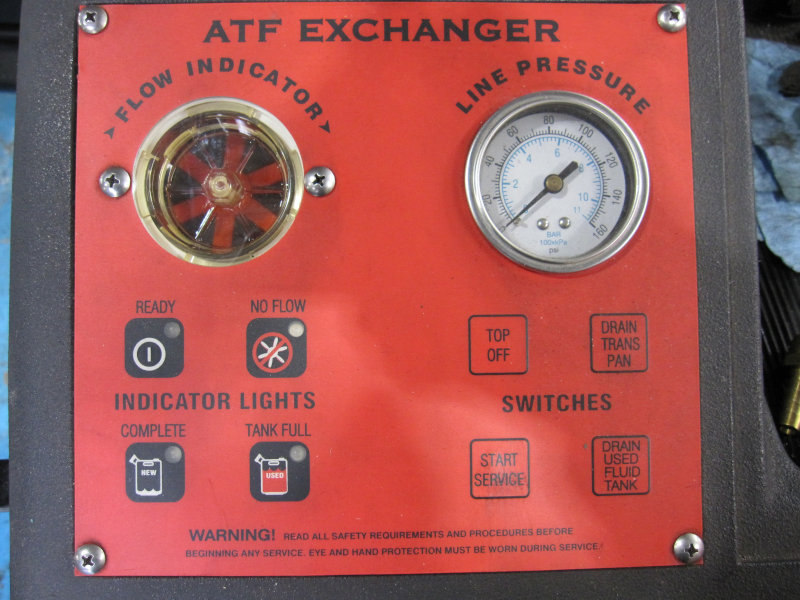 ATF EXCHANGER
FLOW INDICATOR
LINE PRESSURE
20 40 60 80 100 120 140 160
2 4 6 10 11
BAR
100xkPa
psi
READY
NO FLOW
TOP
OFF
DRAIN
TRANS
PAN
INDICATOR LIGHTS
SWITCHES
COMPLETE
TANK FULL
NEW
USED
START
SERVICE
DRAIN
USED
FLUID
TANK
WARNING! READ ALL SAFETY REQUIREMENTS AND PROCEDURES BEFORE
BEGINNING ANY SERVICE. EYE AND HAND PROTECTION MUST BE WORN DURING SERVICE.